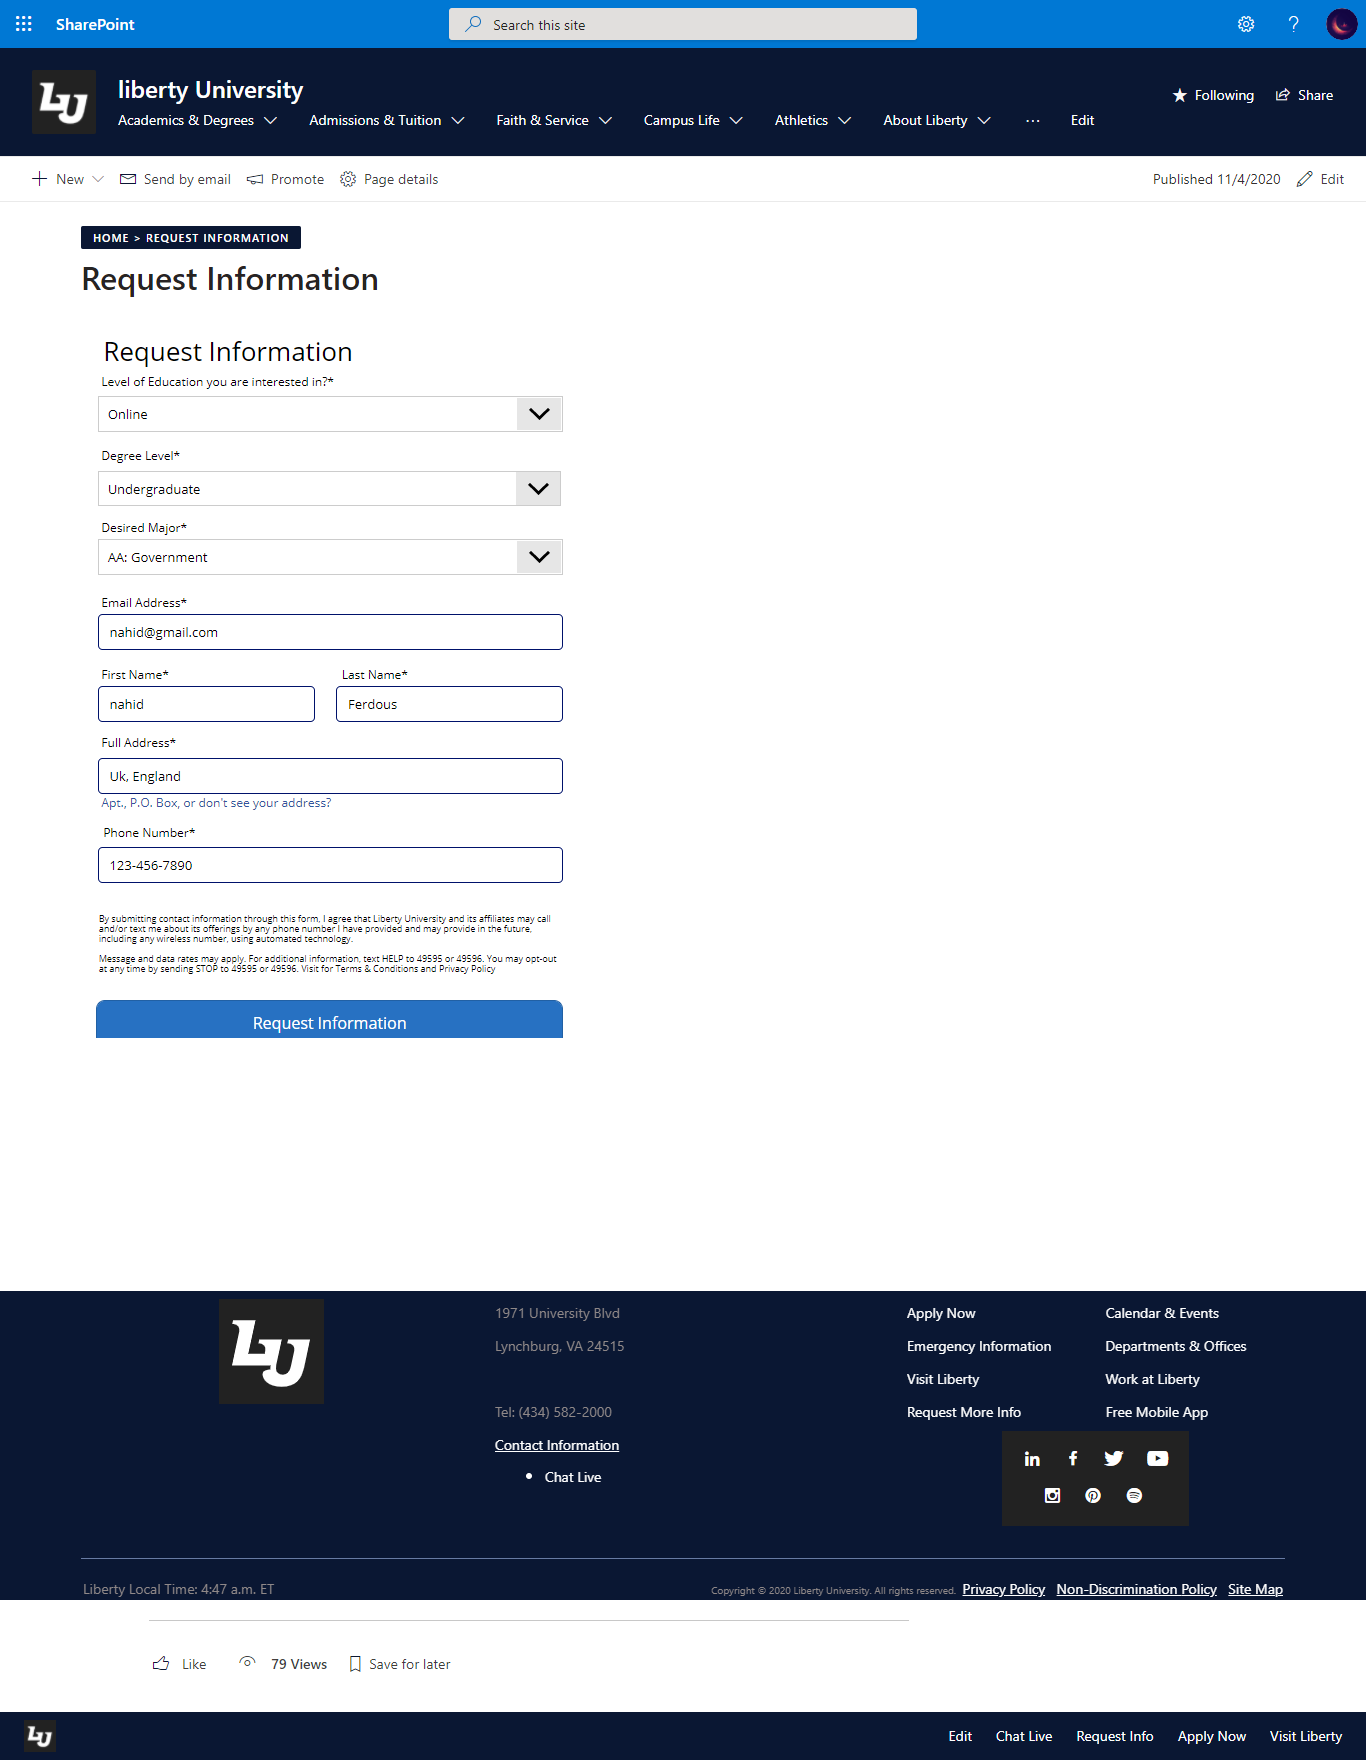 SharePoint
Search this site
?
LU
liberty University
Following
Share
Academics & Degrees
Admissions & Tuition
Faith & Service
Campus Life
Athletics
About Liberty
...
Edit
New
Send by email
Promote
Page details
Published 11/4/2020
Edit
HOME > REQUEST INFORMATION
Request Information
Request Information
Level of Education you are interested in?*
Online
Degree Level*
Undergraduate
Desired Major*
AA: Government
Email Address*
nahid@gmail.com
First Name*
Last Name*
nahid
Ferdous
Full Address*
Uk, England
Apt., P.O. Box, or don't see your address?
Phone Number*
123-456-7890
By submitting contact information through this form, I agree that Liberty University and its affiliates may call
and/or text me about its offerings by any phone number I have provided and may provide in the future,
including any wireless number, using automated technology.
Message and data rates may apply. For additional information, text HELP to 49595 or 49596. You may opt-out
at any time by sending STOP to 49595 or 49596. Visit for Terms & Conditions and Privacy Policy
Request Information
LU
1971 University Blvd
Lynchburg, VA 24515
Tel: (434) 582-2000
Contact Information
• Chat Live
Apply Now
Emergency Information
Visit Liberty
Request More Info
Calendar & Events
Departments & Offices
Work at Liberty
Free Mobile App
Liberty Local Time: 4:47 a.m. ET
Copyright © 2020 Liberty University. All rights reserved.
Privacy Policy
Non-Discrimination Policy
Site Map
Like
79 Views
Save for later
LU
Edit
Chat Live
Request Info
Apply Now
Visit Liberty